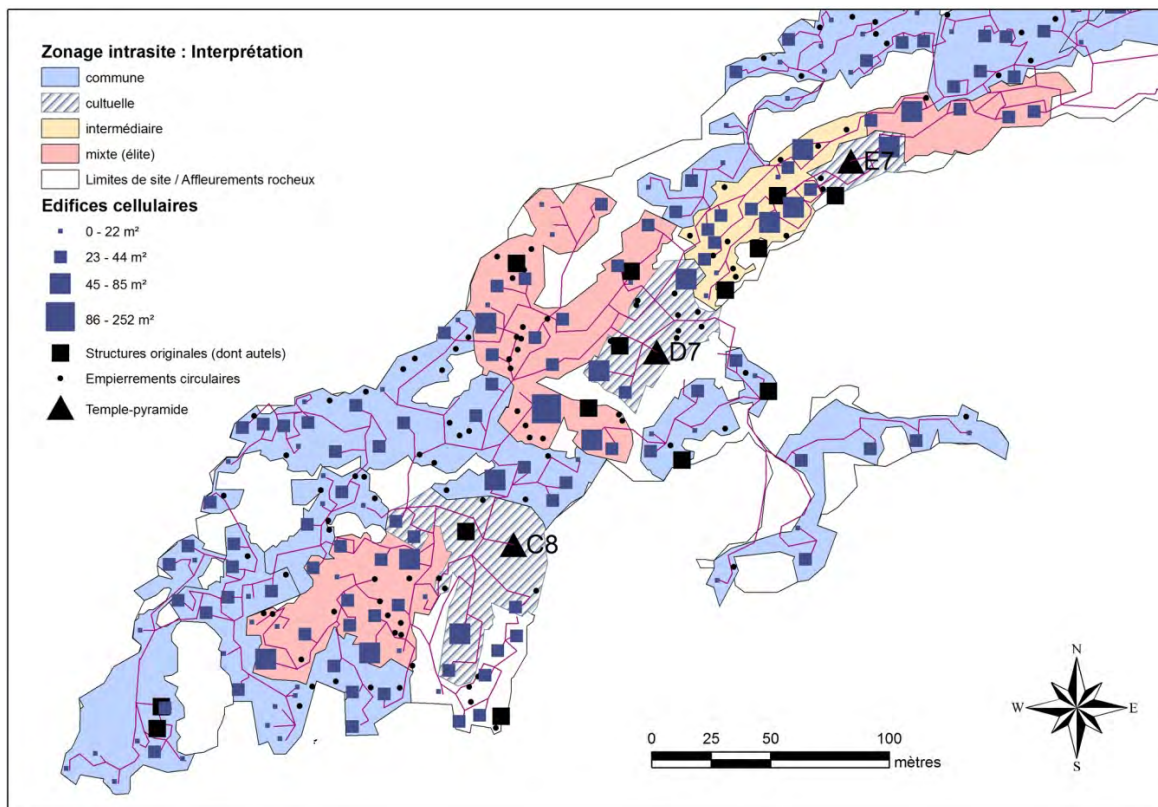 Zonage intrasite : Interprétation
commune
cultuelle
intermédiaire
mixte (élite)
Limites de site / Affleurements rocheux
Edifices cellulaires
0 - 22 m²
23 - 44 m²
45 - 85 m²
86 - 252 m²
Structures originales (dont autels)
Empierrements circulaires
Temple-pyramide
E7
D7
C8
0 25 50 100
mètres
N
W E
S